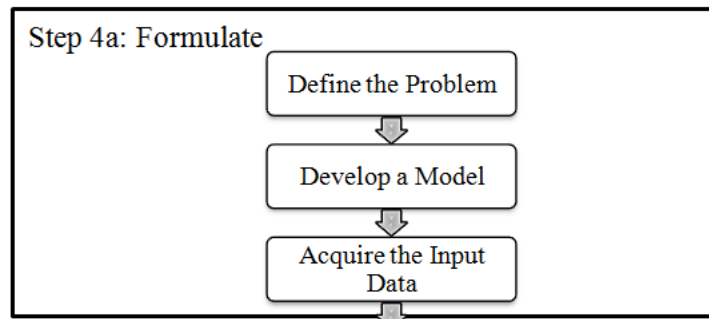 Step 4a: Formulate
Define the Problem
Develop a Model
Acquire the Input
Data